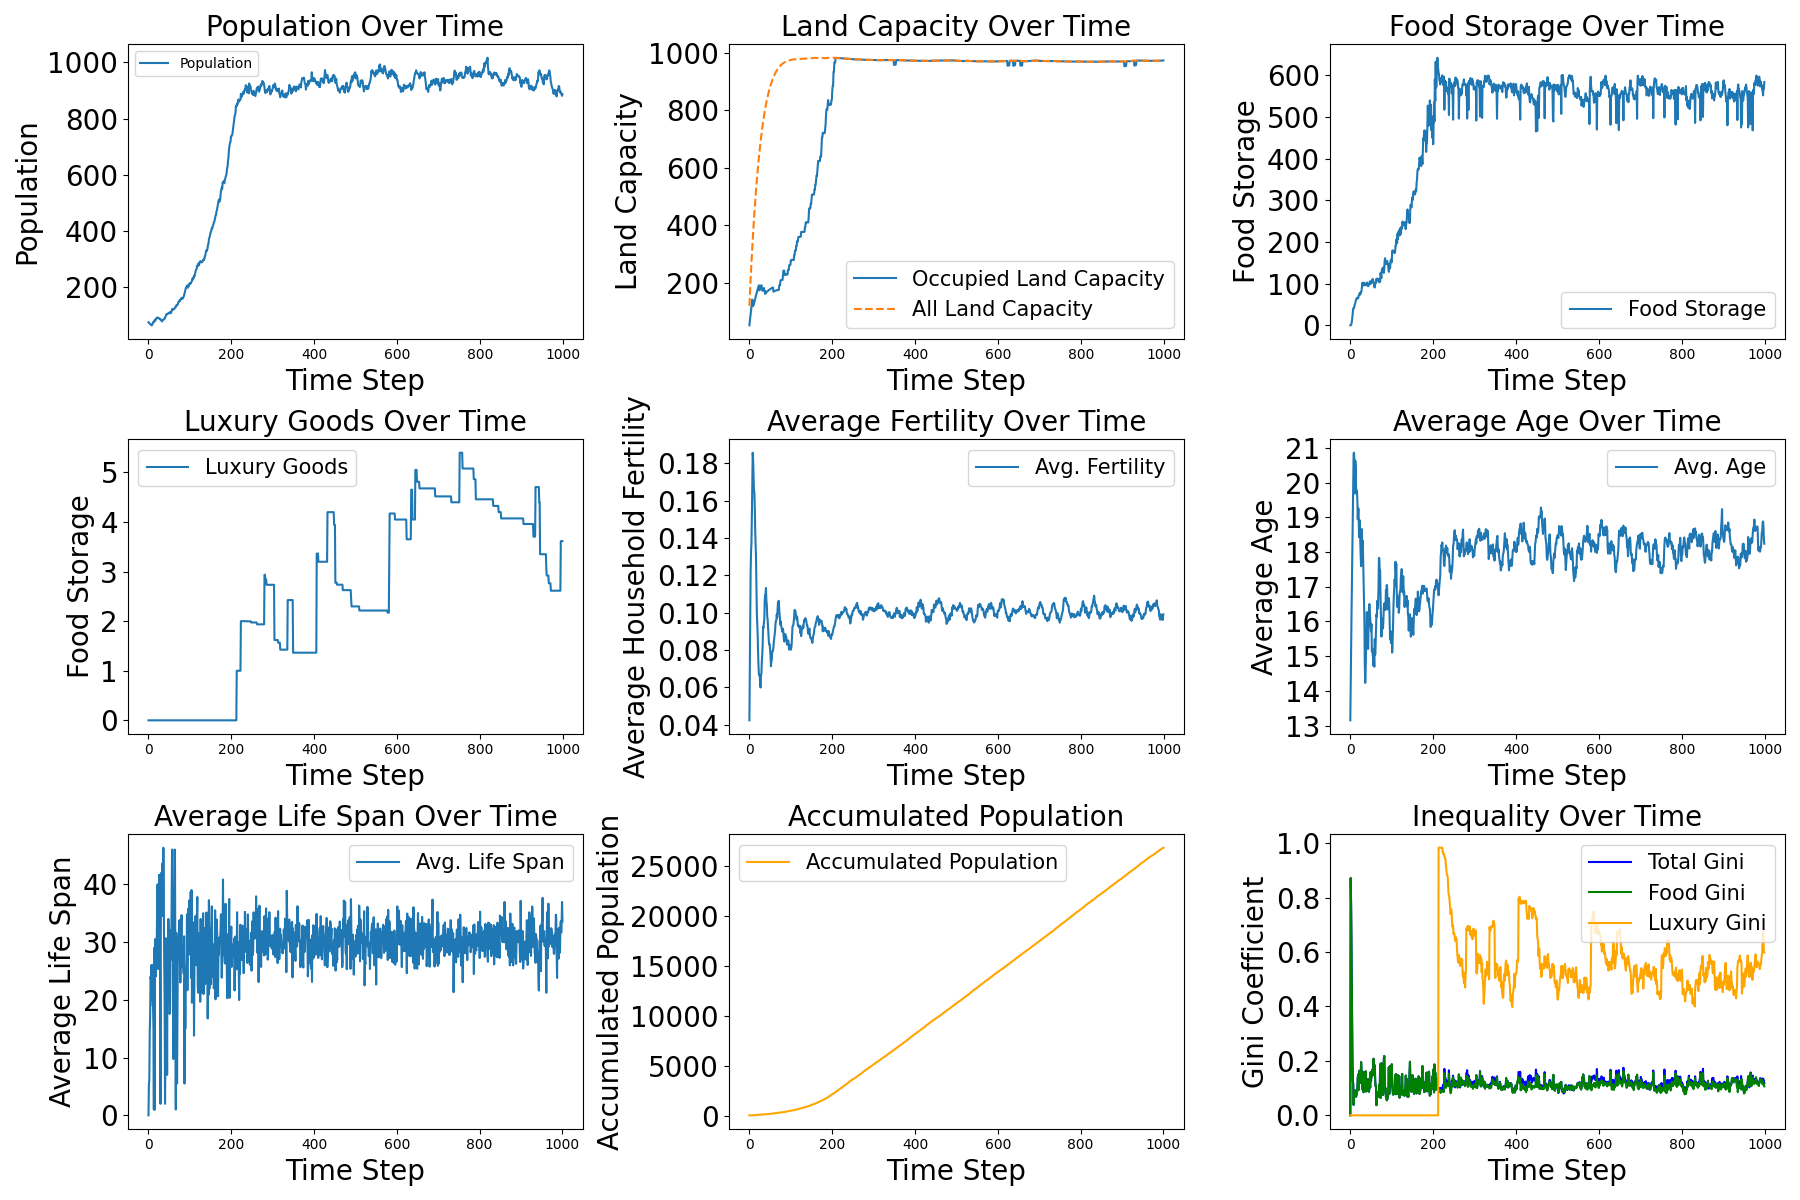 Population Over Time
Population
1000
800
600
400
200
Population
0 200 400 600 800 1000
Time Step
Land Capacity Over Time
Land Capacity
1000
800
600
400
200
Occupied Land Capacity
All Land Capacity
0 200 400 600 800 1000
Time Step
Food Storage Over Time
Food Storage
600
500
400
300
200
100
0
Food Storage
0 200 400 600 800 1000
Time Step
Luxury Goods Over Time
Food Storage
5
4
3
2
1
0
Luxury Goods
0 200 400 600 800 1000
Time Step
Average Fertility Over Time
Average Household Fertility
0.18
0.16
0.14
0.12
0.10
0.08
0.06
0.04
Avg. Fertility
0 200 400 600 800 1000
Time Step
Average Age Over Time
Average Age
21
20
19
18
17
16
15
14
13
Avg. Age
0 200 400 600 800 1000
Time Step
Average Life Span Over Time
Average Life Span
40
30
20
10
0
Avg. Life Span
0 200 400 600 800 1000
Time Step
Accumulated Population
Accumulated Population
25000
20000
15000
10000
5000
0
Accumulated Population
0 200 400 600 800 1000
Time Step
Inequality Over Time
Gini Coefficient
1.0
0.8
0.6
0.4
0.2
0.0
Total Gini
Food Gini
Luxury Gini
0 200 400 600 800 1000
Time Step